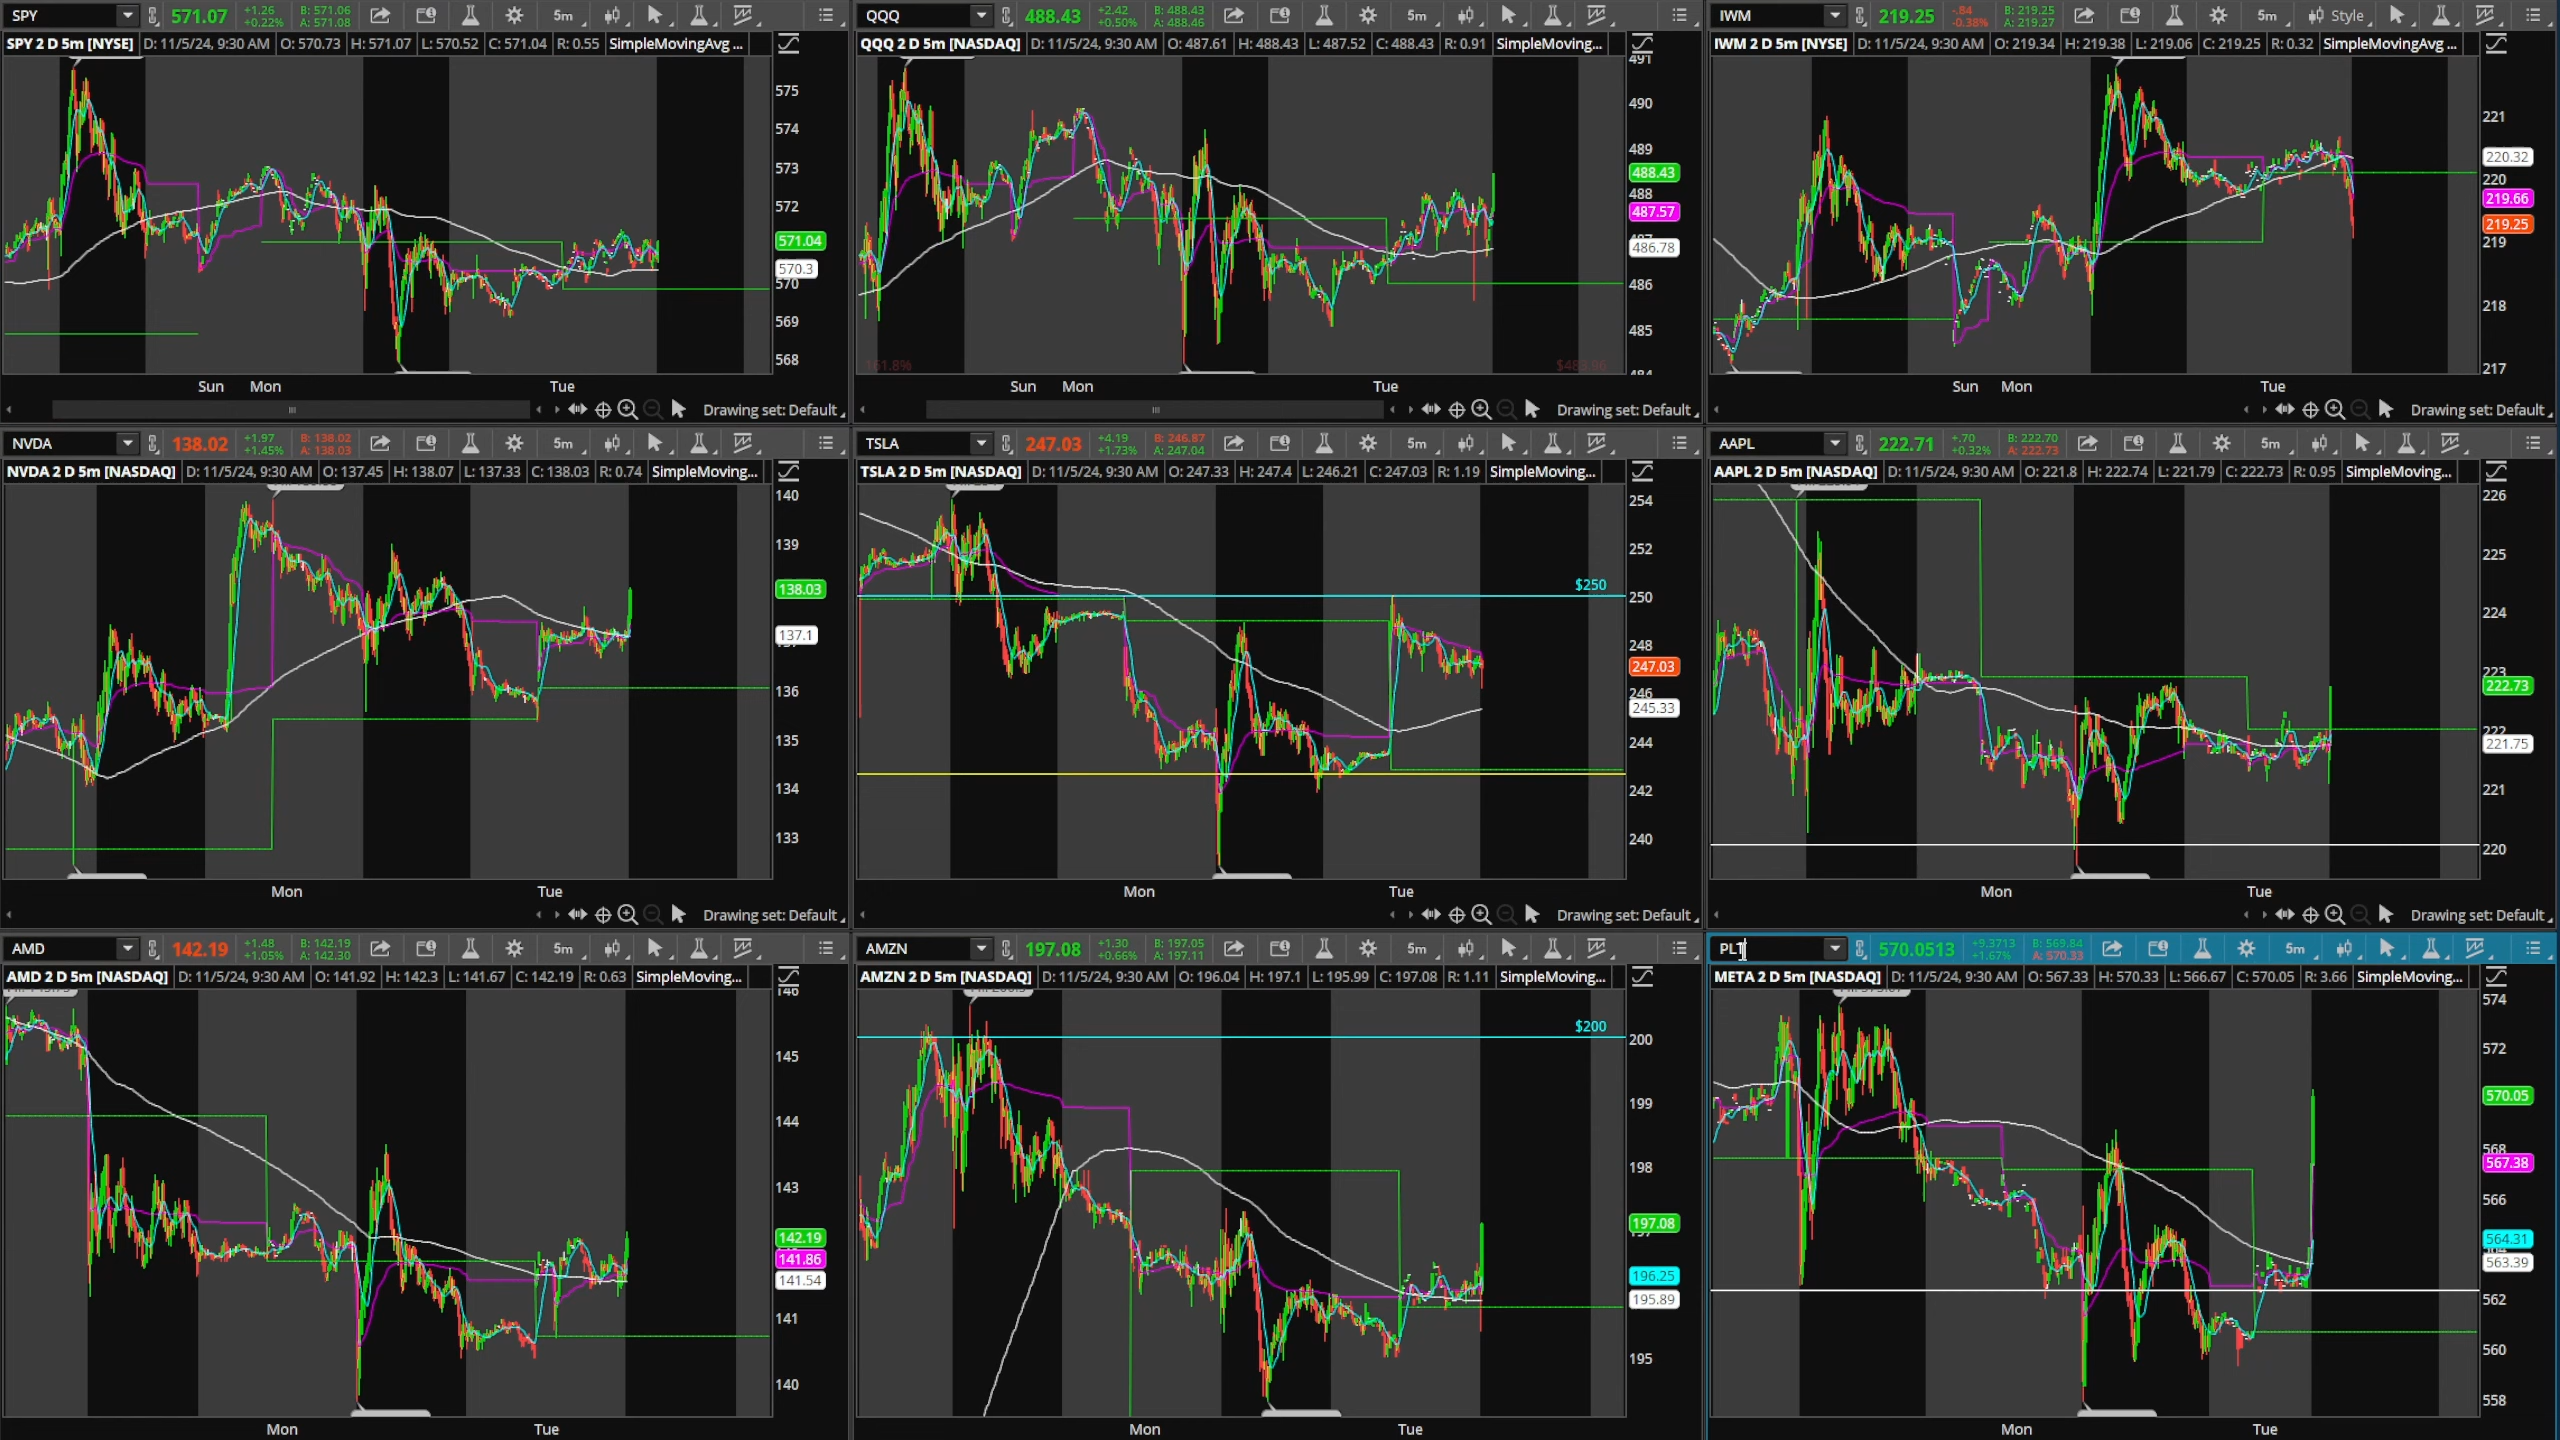 SPY 571.07 +1.26 +0.22% B: 571.06 A: 571.08 5m
SPY 2 D 5m [NYSE] D: 11/5/24, 9:30 AM O: 570.73 H: 571.07 L: 570.52 C: 571.04 R: 0.55 SimpleMovingAvg ...
575
574
573
572
571.04
570.3
570
569
568
Sun Mon Tue
Drawing set: Default
QQQ 488.43 +2.42 +0.50% B: 488.43 A: 488.46 5m
QQQ 2 D 5m [NASDAQ] D: 11/5/24, 9:30 AM O: 487.61 H: 488.43 L: 487.52 C: 488.43 R: 0.91 SimpleMoving...
491
490
489
488.43
488
487.57
486.78
486
485
161.8%
484
Sun Mon Tue
Drawing set: Default
IWM 219.25 -.84 -0.38% B: 219.25 A: 219.27 5m Style
IWM 2 D 5m [NYSE] D: 11/5/24, 9:30 AM O: 219.34 H: 219.38 L: 219.06 C: 219.25 R: 0.32 SimpleMovingAvg ...
221
220.32
220
219.66
219.25
219
218
217
Sun Mon Tue
Drawing set: Default
NVDA 138.02 +1.97 +1.45% B: 138.02 A: 138.03 5m
NVDA 2 D 5m [NASDAQ] D: 11/5/24, 9:30 AM O: 137.45 H: 138.07 L: 137.33 C: 138.03 R: 0.74 SimpleMoving...
140
139
138.03
137.1
136
135
134
133
Mon Tue
Drawing set: Default
TSLA 247.03 +4.19 +1.73% B: 246.87 A: 247.04 5m
TSLA 2 D 5m [NASDAQ] D: 11/5/24, 9:30 AM O: 247.33 H: 247.4 L: 246.21 C: 247.03 R: 1.19 SimpleMoving...
254
252
$250
250
248
247.03
246
245.33
244
242
240
Mon Tue
Drawing set: Default
AAPL 222.71 +.70 +0.32% B: 222.70 A: 222.73 5m
AAPL 2 D 5m [NASDAQ] D: 11/5/24, 9:30 AM O: 221.8 H: 222.74 L: 221.79 C: 222.73 R: 0.95 SimpleMoving...
226
225
224
223
222.73
222
221.75
221
220
Mon Tue
Drawing set: Default
AMD 142.19 +1.48 +1.05% B: 142.19 A: 142.30 5m
AMD 2 D 5m [NASDAQ] D: 11/5/24, 9:30 AM O: 141.92 H: 142.3 L: 141.67 C: 142.19 R: 0.63 SimpleMoving...
146
145
144
143
142.19
141.86
141.54
141
140
Mon Tue
AMZN 197.08 +1.30 +0.66% B: 197.05 A: 197.11 5m
AMZN 2 D 5m [NASDAQ] D: 11/5/24, 9:30 AM O: 196.04 H: 197.1 L: 195.99 C: 197.08 R: 1.11 SimpleMoving...
$200
200
199
198
197.08
197
196.25
195.89
195
Mon Tue
PLT 570.0513 +9.3713 +1.67% B: 569.84 A: 570.33 5m
META 2 D 5m [NASDAQ] D: 11/5/24, 9:30 AM O: 567.33 H: 570.33 L: 566.67 C: 570.05 R: 3.66 SimpleMoving...
574
572
570.05
568
567.38
566
564.31
563.39
562
560
558
Mon Tue